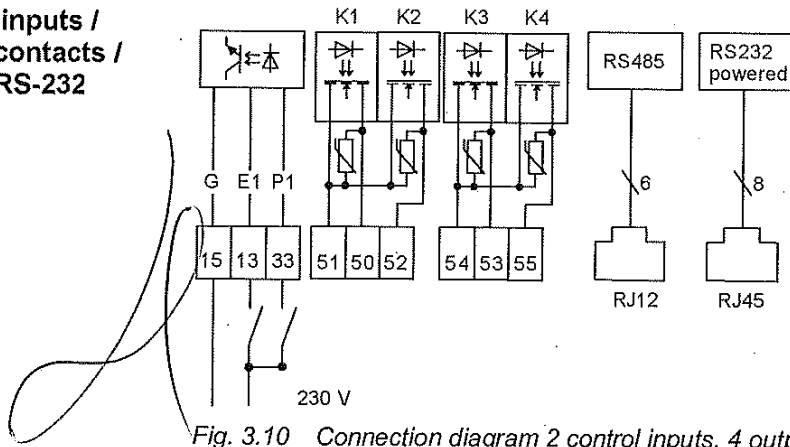 inputs /
contacts /
RS-232
K1 K2 K3 K4
RS485
RS232
powered
G E1 P1
6
8
15 13 33 51 50 52 54 53 55
RJ12 RJ45
230 V
Fig. 3.10 Connection diagram 2 control inputs, 4 outp